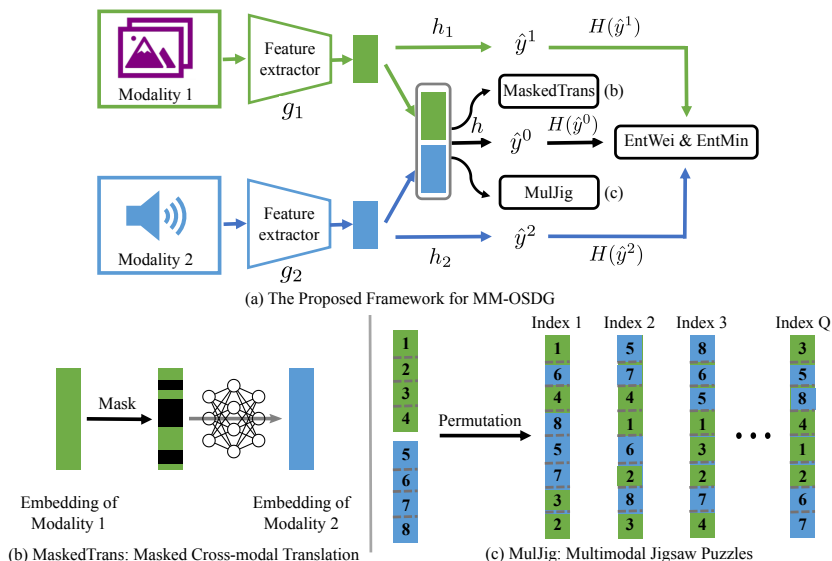 Modality 1
Feature
extractor
g₁
h₁
ŷ¹
H(ŷ¹)
MaskedTrans
(b)
h
ŷ⁰
H(ŷ⁰)
EntWei & EntMin
MulJig
(c)
Modality 2
Feature
extractor
g₂
h₂
ŷ²
H(ŷ²)
(a) The Proposed Framework for MM-OSDG
Mask
Embedding of
Modality 1
Embedding of
Modality 2
(b) MaskedTrans: Masked Cross-modal Translation
1
2
3
4
5
6
7
8
Permutation
Index 1
1
6
4
8
5
7
3
2
Index 2
5
7
4
1
6
2
8
3
Index 3
8
6
5
1
3
2
7
4
Index Q
3
5
8
4
1
2
6
7
(c) MulJig: Multimodal Jigsaw Puzzles